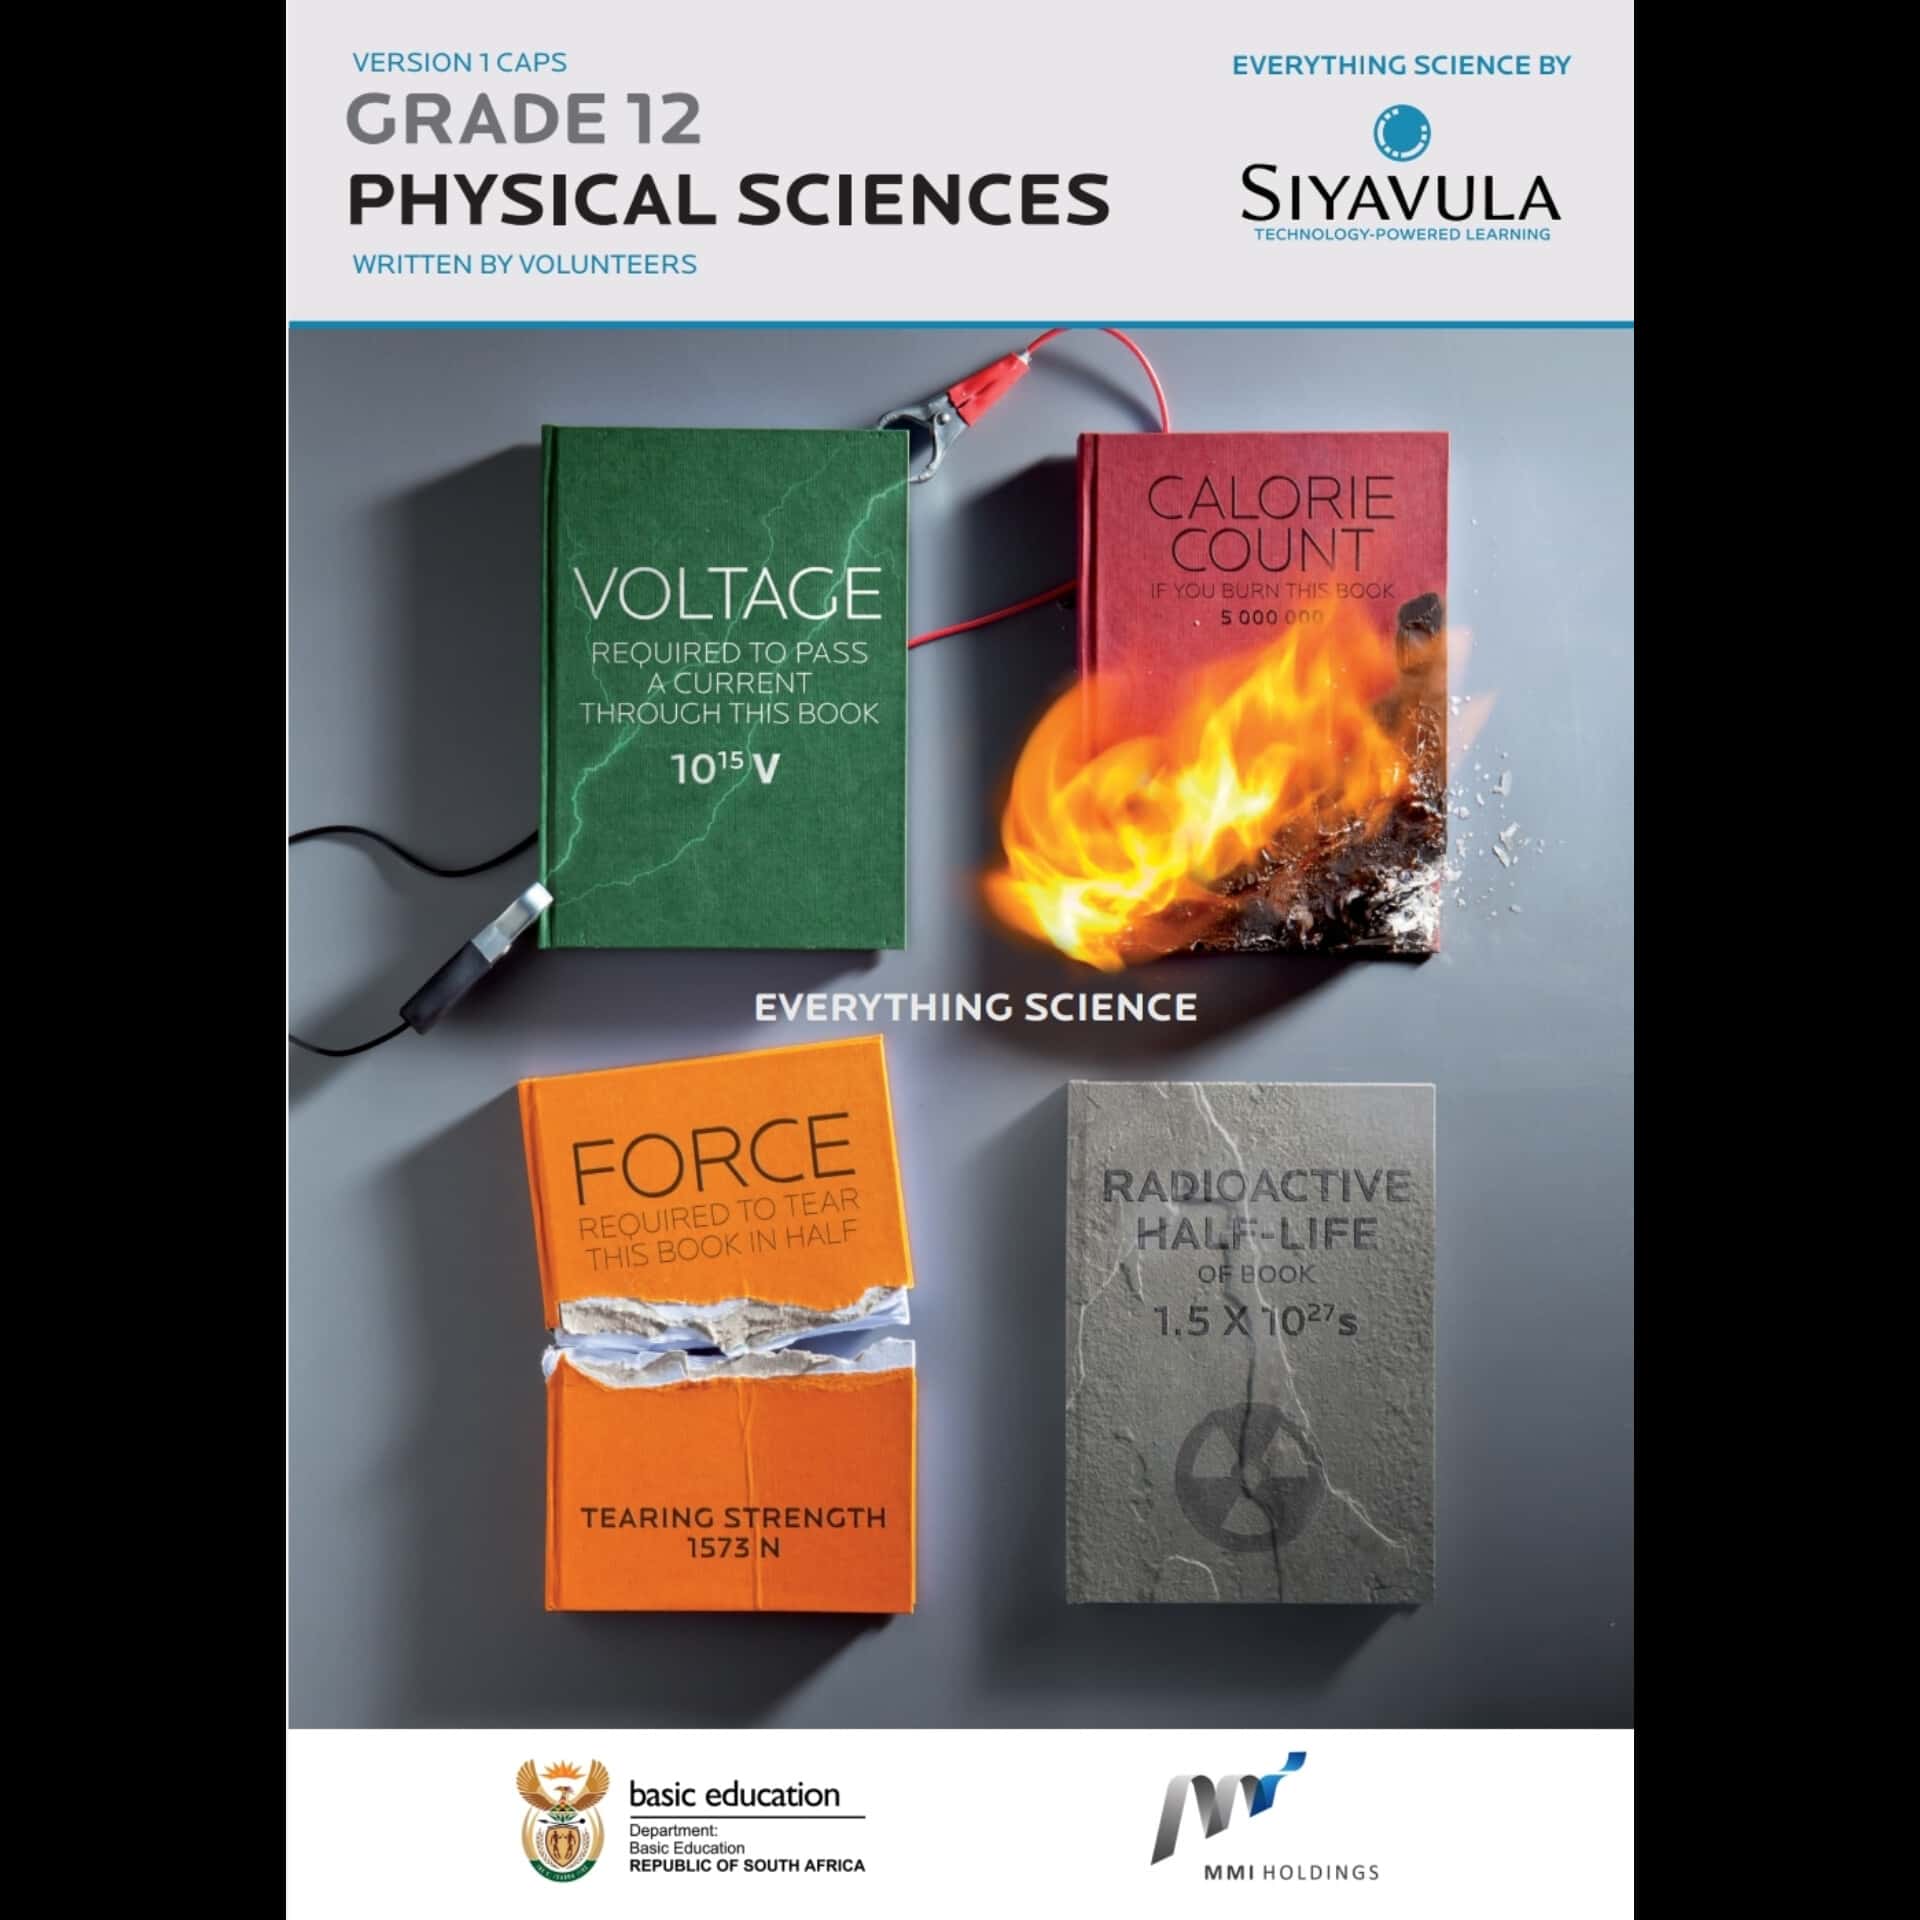 VERSION 1 CAPS
GRADE 12
PHYSICAL SCIENCES
WRITTEN BY VOLUNTEERS
EVERYTHING SCIENCE BY
SIYAVULA
TECHNOLOGY-POWERED LEARNING
VOLTAGE
REQUIRED TO PASS
A CURRENT
THROUGH THIS BOOK
10¹⁵ V
CALORIE
COUNT
IF YOU BURN THIS BOOK
5 000 000
EVERYTHING SCIENCE
FORCE
REQUIRED TO TEAR
THIS BOOK IN HALF
TEARING STRENGTH
1573 N
RADIOACTIVE
HALF-LIFE
OF BOOK
1.5 X 10²⁷s
basic education
Department:
Basic Education
REPUBLIC OF SOUTH AFRICA
MMI HOLDINGS